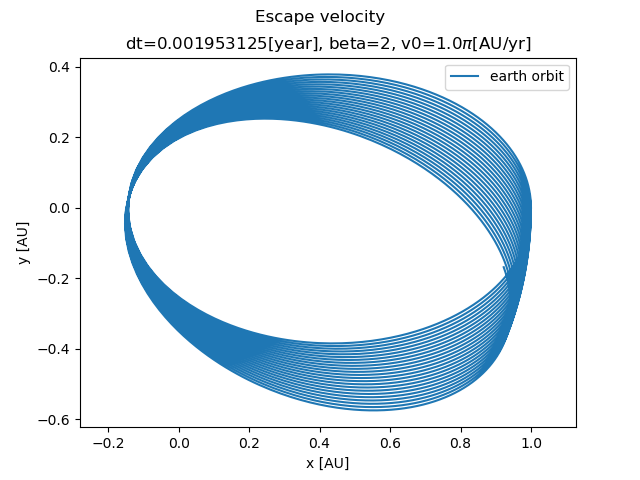 Escape velocity
dt=0.001953125[year], beta=2, v0=1.0π[AU/yr]
earth orbit
0.4
0.2
0.0
−0.2
−0.4
−0.6
y [AU]
−0.2 0.0 0.2 0.4 0.6 0.8 1.0
x [AU]